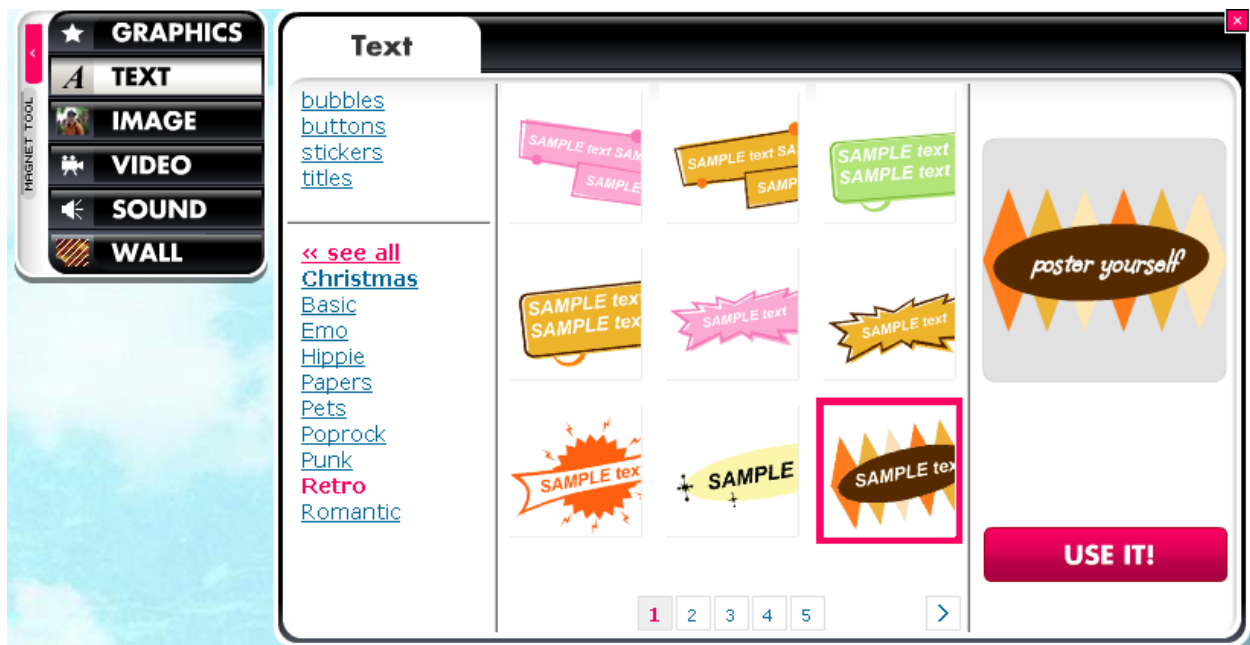 GRAPHICS
A TEXT
IMAGE
VIDEO
SOUND
WALL
<
MAGNET TOOL
Text
×
bubbles
buttons
stickers
titles
<< see all
Christmas
Basic
Emo
Hippie
Papers
Pets
Poprock
Punk
Retro
Romantic
SAMPLE text SAM
SAMPLE
SAMPLE text SA
SAMP
SAMPLE text
SAMPLE text
SAMPLE tex
SAMPLE tex
SAMPLE text
SAMPLE text
SAMPLE tex
SAMPLE
SAMPLE tex
1 2 3 4 5 >
poster yourself
USE IT!